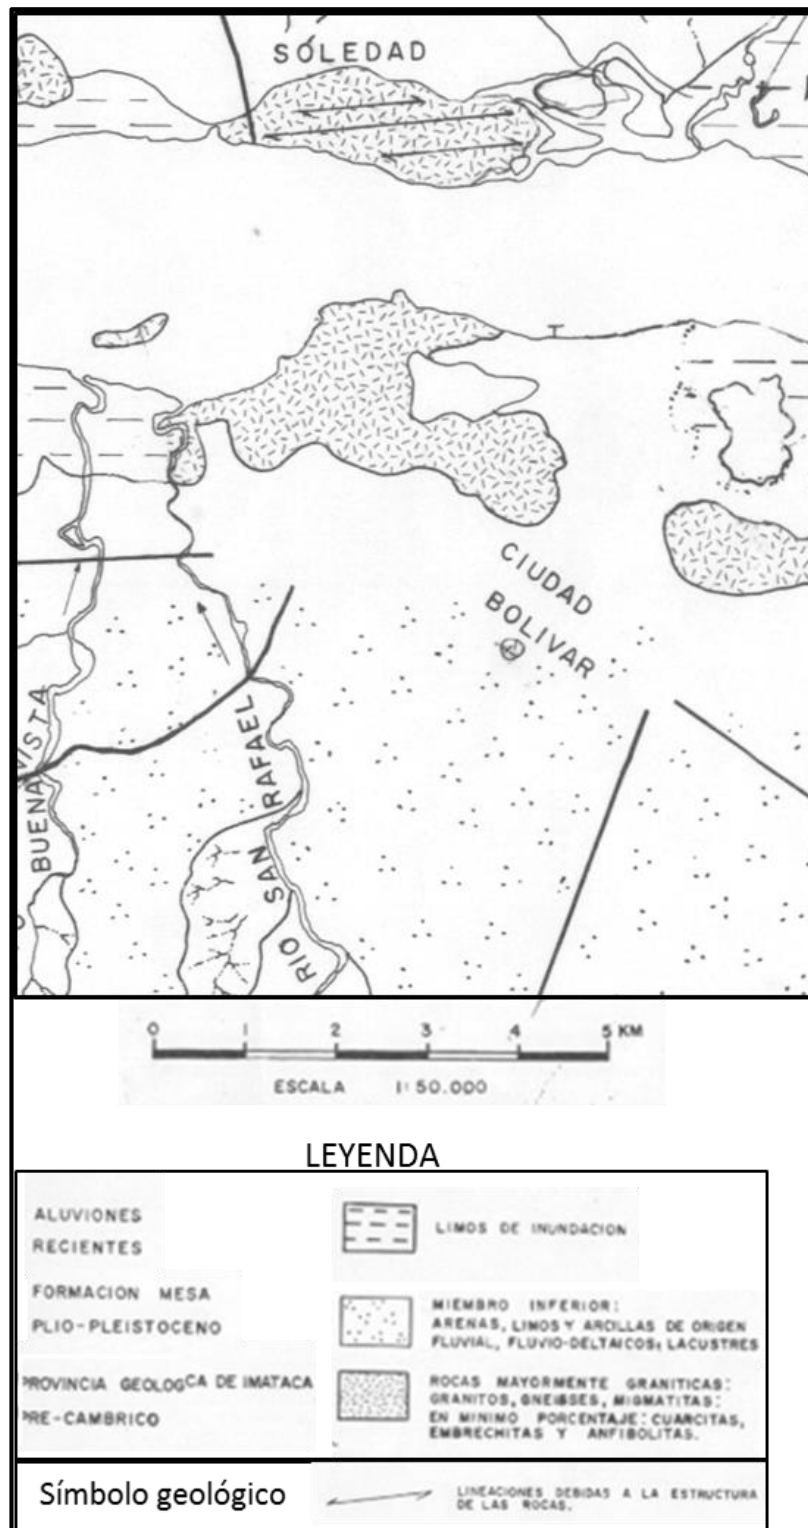 SOLEDAD
T
CIUDAD
BOLIVAR
BUENA VISTA
RIO SAN RAFAEL
0 1 2 3 4 5 KM
ESCALA 1:50.000
LEYENDA
ALUVIONES
RECIENTES
LIMOS DE INUNDACION
FORMACION MESA
PLIO-PLEISTOCENO
MIEMBRO INFERIOR:
ARENAS, LIMOS Y ARCILLAS DE ORIGEN
FLUVIAL, FLUVIO-DELTAICOS, LACUSTRES
PROVINCIA GEOLOGCA DE IMATACA
PRE-CAMBRICO
ROCAS MAYORMENTE GRANITICAS:
GRANITOS, GNEISSES, MIGMATITAS:
EN MINIMO PORCENTAJE: CUARCITAS,
EMBRECHITAS Y ANFIBOLITAS.
Símbolo geológico
LINEACIONES DEBIDAS A LA ESTRUCTURA
DE LAS ROCAS.